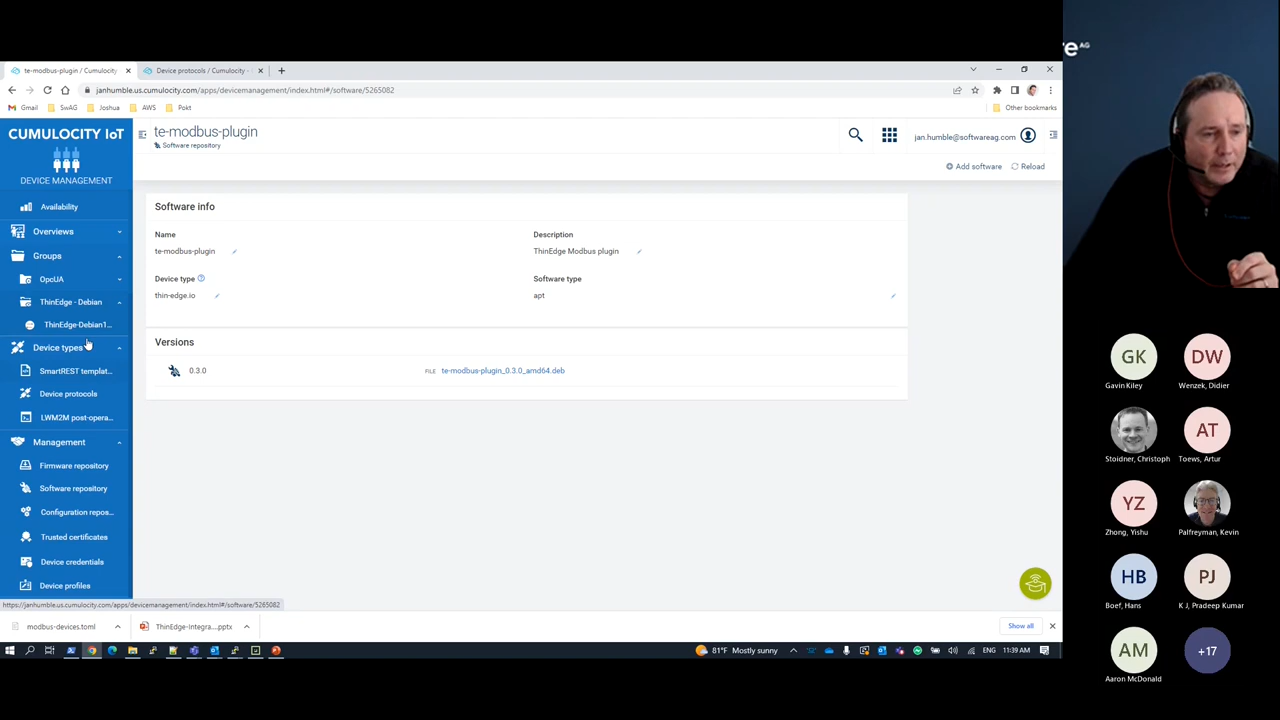 te-modbus-plugin / Cumulocity
Device protocols / Cumulocity -
janhumble.us.cumulocity.com/apps/devicemanagement/index.html#/software/5265082
Gmail
SwAG
Joshua
AWS
Pokt
Other bookmarks
CUMULOCITY IoT
DEVICE MANAGEMENT
te-modbus-plugin
Software repository
jan.humble@softwareag.com
Add software
Reload
Availability
Overviews
Groups
OpcUA
ThinEdge - Debian
ThinEdge-Debian1...
Device types
SmartREST templat...
Device protocols
LWM2M post-opera...
Management
Firmware repository
Software repository
Configuration repos...
Trusted certificates
Device credentials
Device profiles
Software info
Name
Description
te-modbus-plugin
ThinEdge Modbus plugin
Device type
Software type
thin-edge.io
apt
Versions
0.3.0
FILE te-modbus-plugin_0.3.0_amd64.deb
https://janhumble.us.cumulocity.com/apps/devicemanagement/index.html#/software/5265082
modbus-devices.toml
ThinEdge-Integra....pptx
Show all
81°F Mostly sunny
ENG
11:39 AM
re AG
GK
Gavin Kiley
DW
Wenzek, Didier
Stoidner, Christoph
AT
Toews, Artur
YZ
Zhong, Yishu
Palfreyman, Kevin
HB
Boef, Hans
PJ
K J, Pradeep Kumar
AM
Aaron McDonald
+17